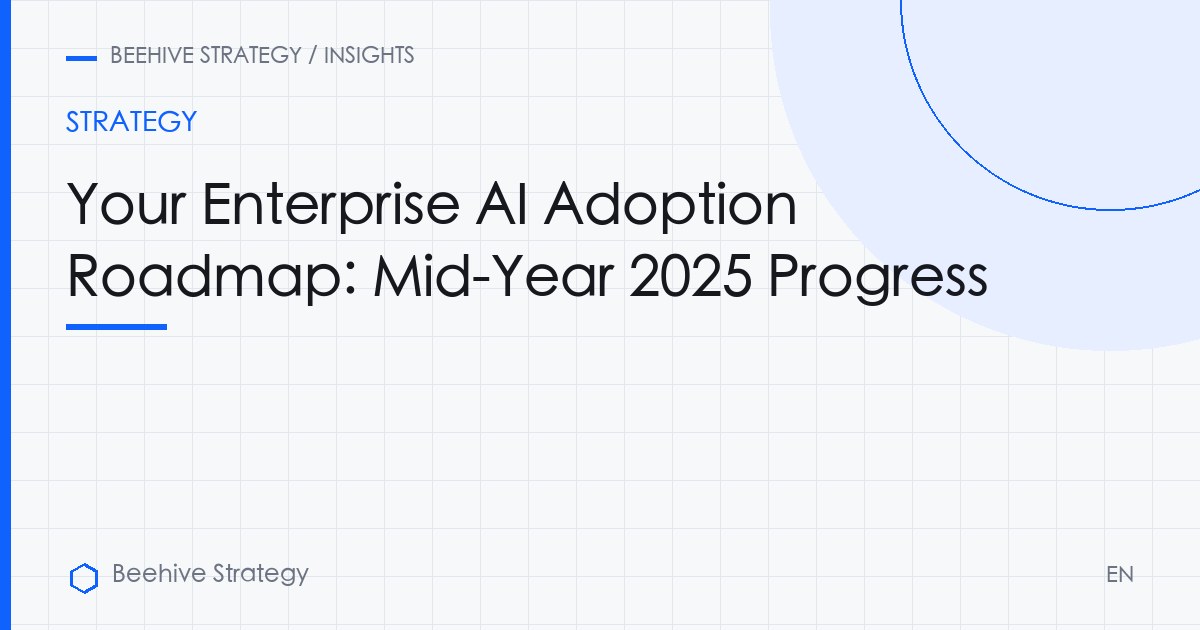 BEEHIVE STRATEGY / INSIGHTS
STRATEGY
Your Enterprise AI Adoption
Roadmap: Mid-Year 2025 Progress
Beehive Strategy
EN